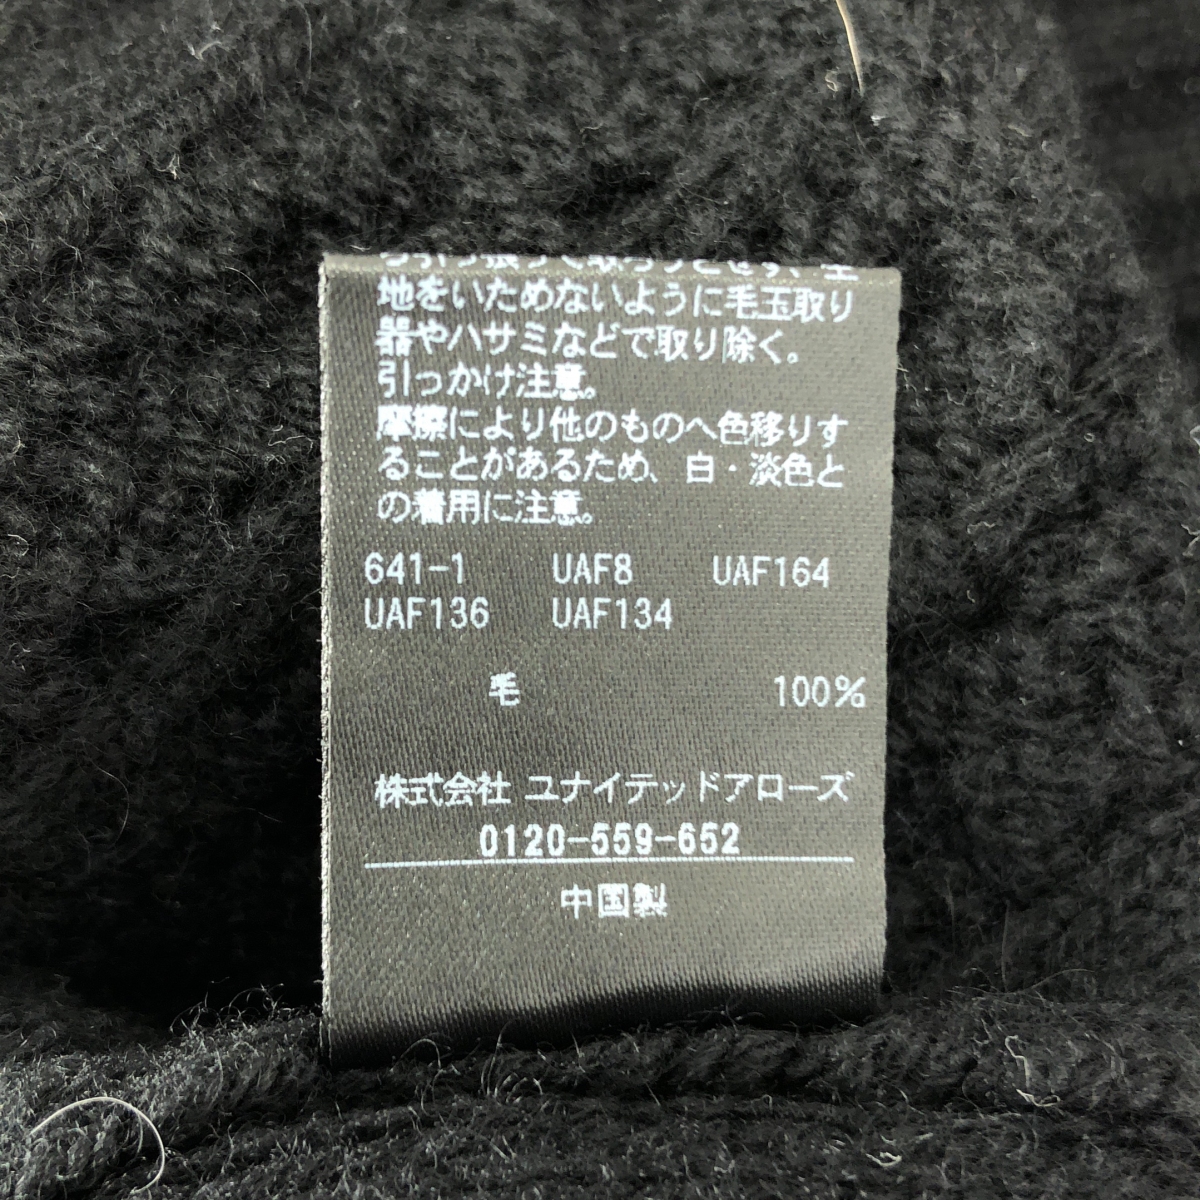 地をいためないように毛玉取り
器やハサミなどで取り除く。
引っかけ注意。
摩擦により他のものへ色移りす
ることがあるため、白・淡色と
の着用に注意。
641-1 UAF8 UAF164
UAF136 UAF134
毛 100%
株式会社 ユナイテッドアローズ
0120-559-652
中国製